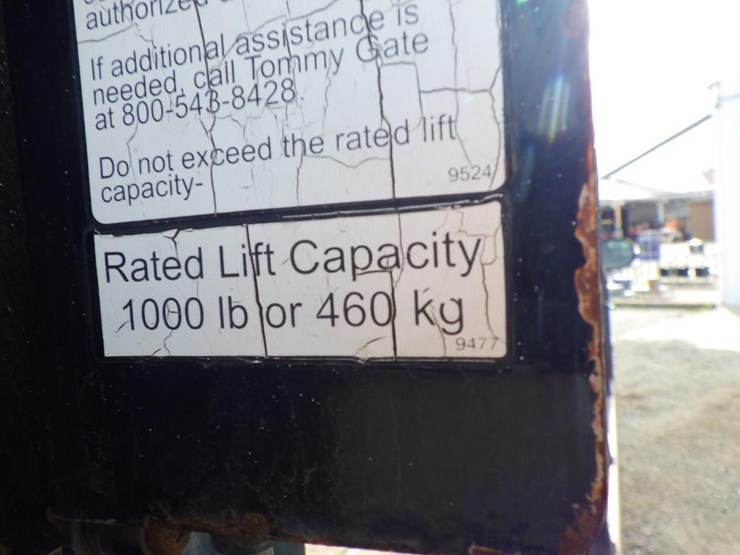 authorized
If additional assistance is
needed, call Tommy Gate
at 800-543-8428.
Do not exceed the rated lift
capacity-
9524
Rated Lift Capacity
1000 lb or 460 kg
9477